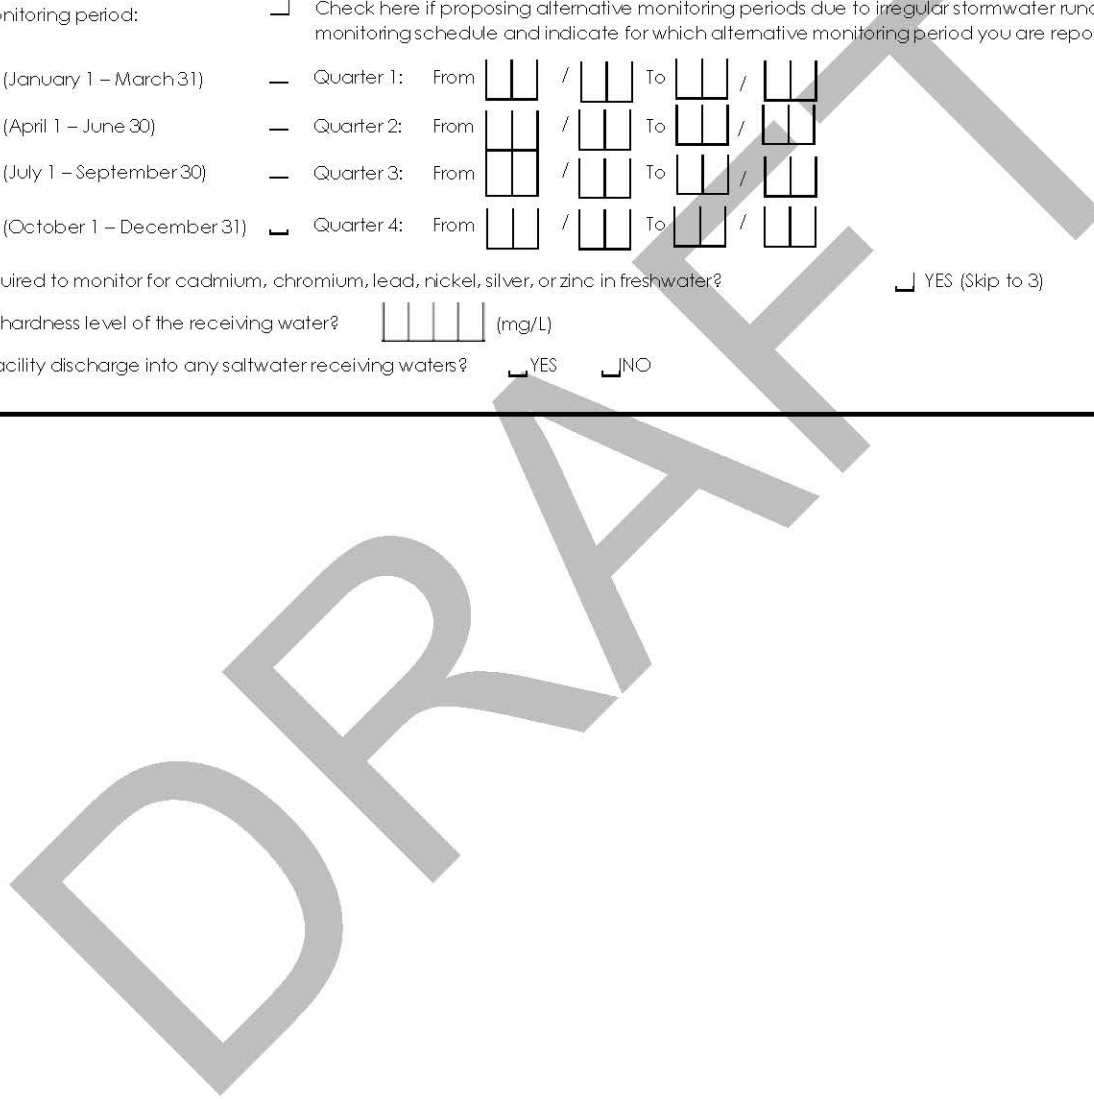 onitoring period:
Check here if proposing alternative monitoring periods due to irregular stormwater
monitoring schedule and indicate for which alternative monitoring period you are
(January 1 – March 31) Quarter 1: From / To /
(April 1 – June 30) Quarter 2: From / To /
(July 1 – September 30) Quarter 3: From / To /
(October 1 – December 31) Quarter 4: From / To /
uired to monitor for cadmium, chromium, lead, nickel, silver, or zinc in freshwater? YES (Skip to 3)
hardness level of the receiving water? (mg/L)
acility discharge into any saltwater receiving waters? YES NO
DRAFT